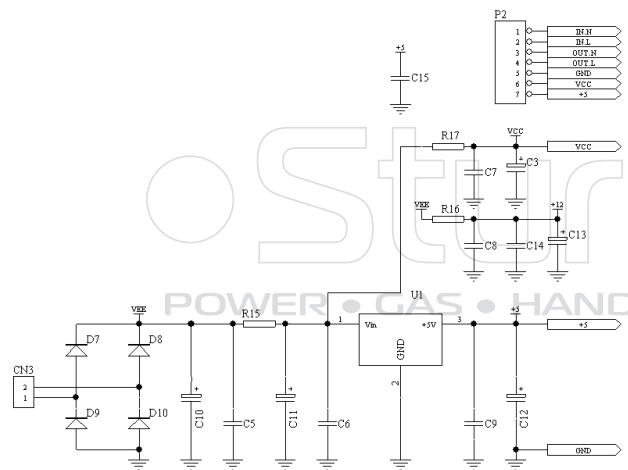 P2
1 IN.N
2 IN.L
3 OUT.N
4 OUT.L
5 GND
6 VCC
7 +5
+5
C15
R17
VCC
VCC
C7
+
C3
VEE
R16
+12
C8
C14
+
C13
Stur
POWER • GAS • HAND
U1
VEE
R15
1
Vin
+5V
3
+5
+5
GND
2
D7
D8
CN3
2
1
D9
D10
+
C10
C5
+
C11
C6
C9
+
C12
GND